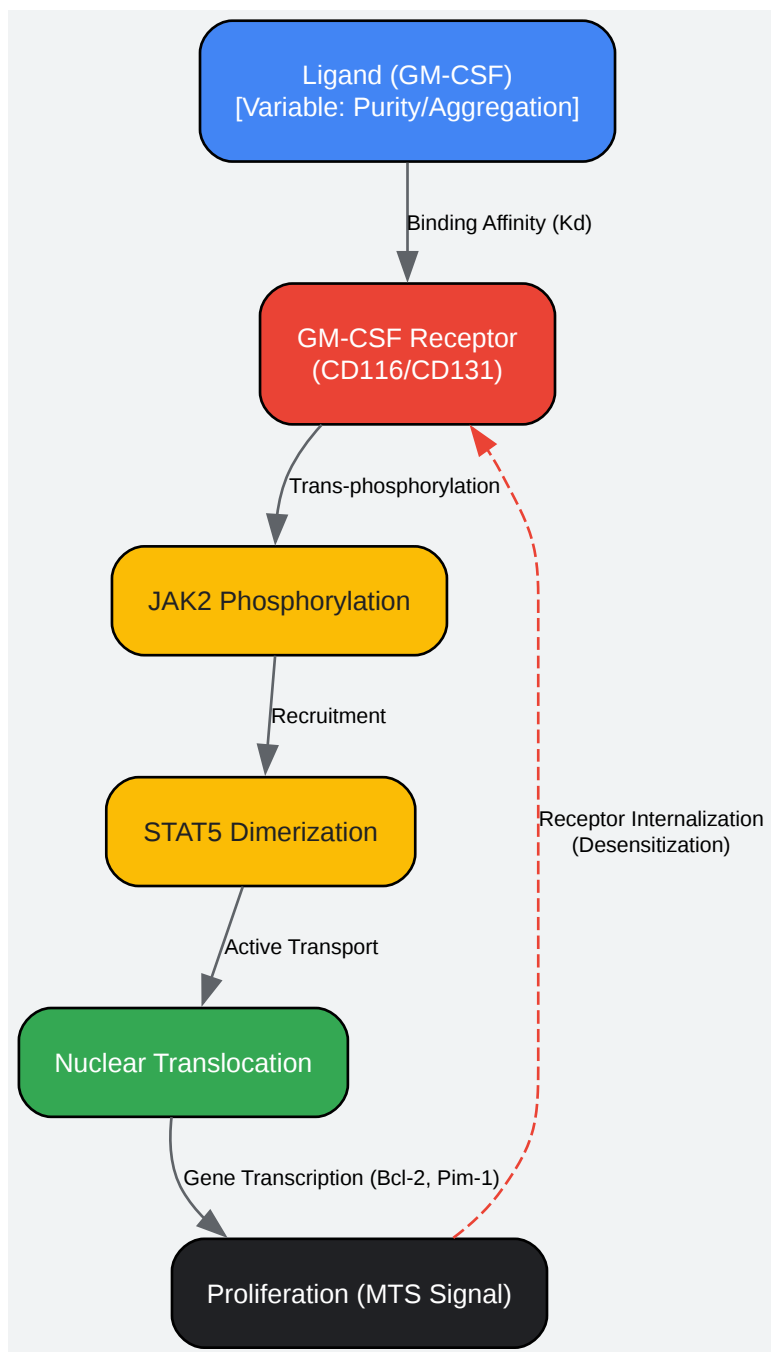 Ligand (GM-CSF)
[Variable: Purity/Aggregation]
Binding Affinity (Kd)
GM-CSF Receptor
(CD116/CD131)
Trans-phosphorylation
JAK2 Phosphorylation
Recruitment
STAT5 Dimerization
Receptor Internalization
(Desensitization)
Active Transport
Nuclear Translocation
Gene Transcription (Bcl-2, Pim-1)
Proliferation (MTS Signal)